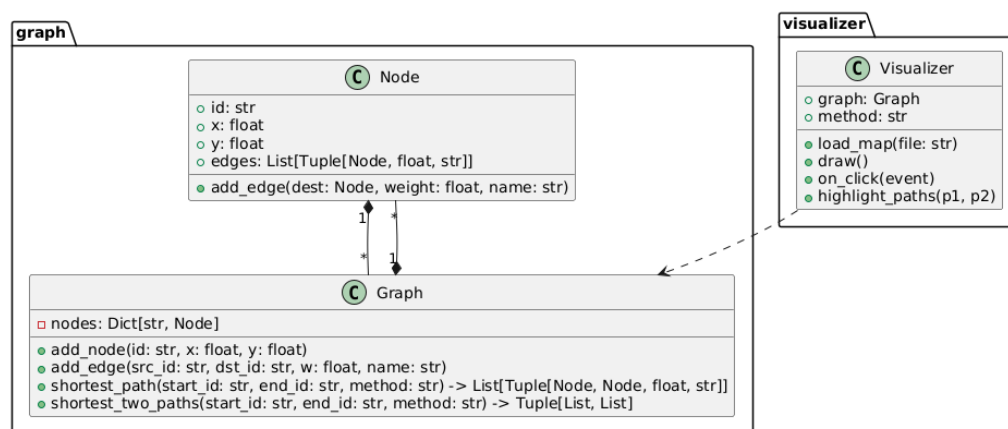 graph
C Node
id: str
x: float
y: float
edges: List[Tuple[Node, float, str]]
add_edge(dest: Node, weight: float, name: str)
1
*
*
1
C Graph
nodes: Dict[str, Node]
add_node(id: str, x: float, y: float)
add_edge(src_id: str, dst_id: str, w: float, name: str)
shortest_path(start_id: str, end_id: str, method: str) -> List[Tuple[Node, Node, float, str]]
shortest_two_paths(start_id: str, end_id: str, method: str) -> Tuple[List, List]
visualizer
C Visualizer
graph: Graph
method: str
load_map(file: str)
draw()
on_click(event)
highlight_paths(p1, p2)